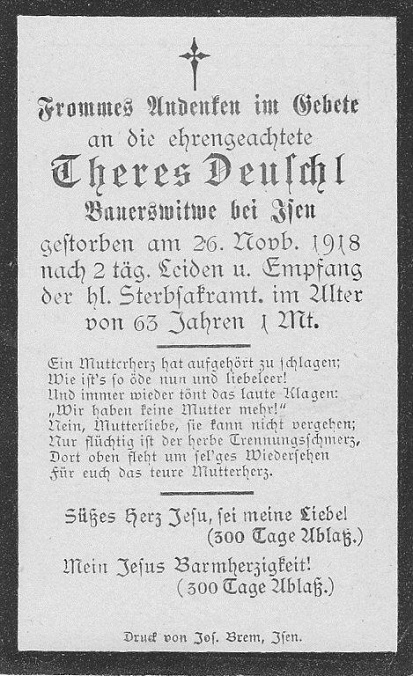 Frommes Andenken im Gebete
an die ehrengeachtete
Theres Deuschl
Bauerswitwe bei Isen
gestorben am 26. Novb. 1918
nach 2 täg. Leiden u. Empfang
der hl. Sterbsakramt. im Alter
von 63 Jahren 1 Mt.
Ein Mutterherz hat aufgehört zu schlagen;
Wie ist's so öde nun und liebeleer!
Und immer wieder tönt das laute Klagen:
„Wir haben keine Mutter mehr!"
Nein, Mutterliebe, sie kann nicht vergehen;
Nur flüchtig ist der herbe Trennungsschmerz,
Dort oben fleht um sel'ges Wiedersehen
Für euch das teure Mutterherz.
Süßes Herz Jesu, sei meine Liebe!
(300 Tage Ablaß.)
Mein Jesus Barmherzigkeit!
(300 Tage Ablaß.)
Druck von Jos. Brem, Isen.